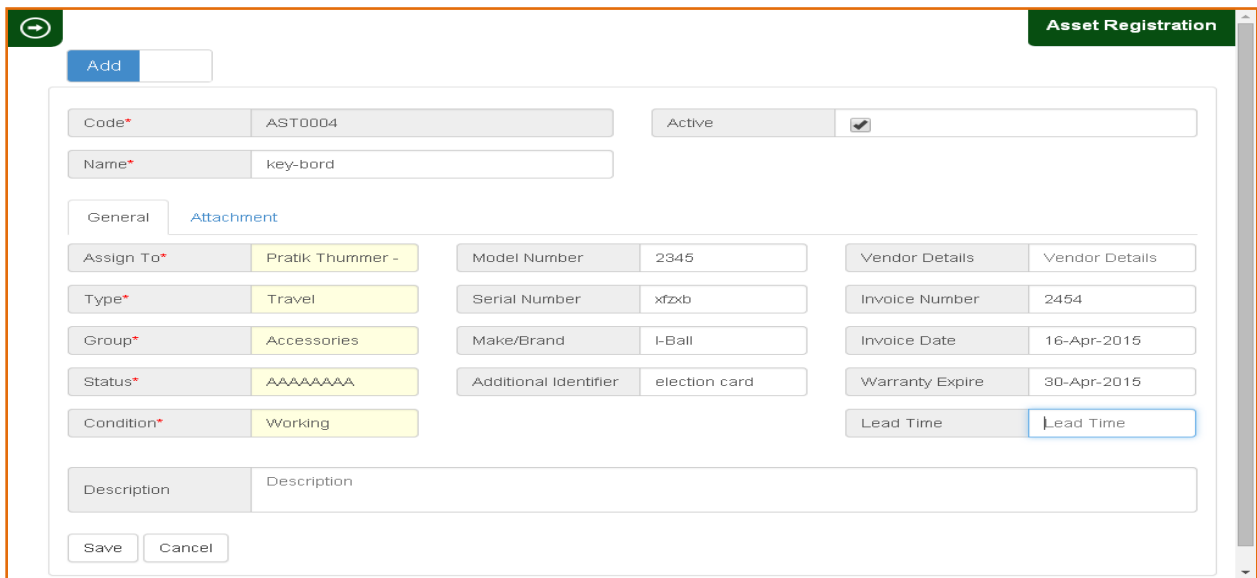 Asset Registration
Add
Code* AST0004 Active
Name* key-bord
General Attachment
Assign To* Pratik Thummer - Model Number 2345 Vendor Details Vendor Details
Type* Travel Serial Number xfzxb Invoice Number 2454
Group* Accessories Make/Brand I-Ball Invoice Date 16-Apr-2015
Status* AAAAAAAA Additional Identifier election card Warranty Expire 30-Apr-2015
Condition* Working Lead Time Lead Time
Description Description
Save Cancel